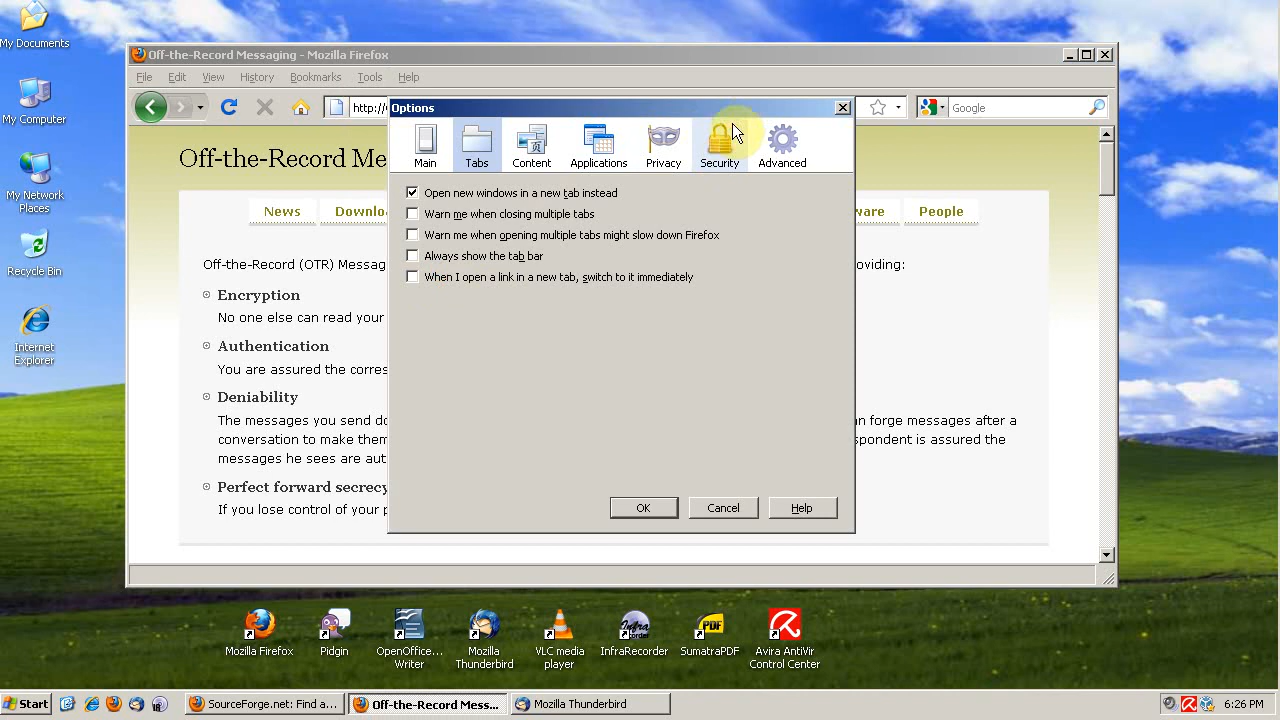 My Documents
My Computer
My Network
Places
Recycle Bin
Internet
Explorer
Off-the-Record Messaging - Mozilla Firefox
File Edit View History Bookmarks Tools Help
http://
Google
Options
Main Tabs Content Applications Privacy Security Advanced
Open new windows in a new tab instead
Warn me when closing multiple tabs
Warn me when opening multiple tabs might slow down Firefox
Always show the tab bar
When I open a link in a new tab, switch to it immediately
OK Cancel Help
Off-the-Record Me
News Downlo ware People
Off-the-Record (OTR) Messa oviding:
Encryption
No one else can read your
Authentication
You are assured the corres
Deniability
The messages you send do an forge messages after a
conversation to make them spondent is assured the
messages he sees are aut
Perfect forward secrecy
If you lose control of your p
Mozilla Firefox
Pidgin
OpenOffice...
Writer
Mozilla
Thunderbird
VLC media
player
InfraRecorder
PDF
SumatraPDF
Avira AntiVir
Control Center
Start SourceForge.net: Find a... Off-the-Record Mess... Mozilla Thunderbird 6:26 PM